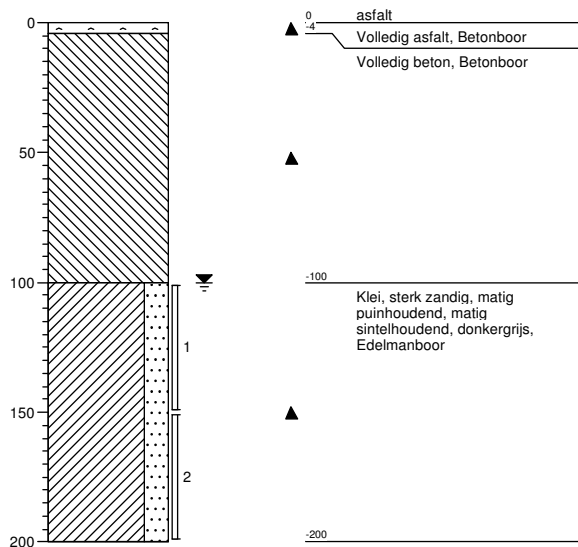 0
50
100
150
200
1
2
0
asfalt
-4
Volledig asfalt, Betonboor
Volledig beton, Betonboor
-100
Klei, sterk zandig, matig
puinhoudend, matig
sintelhoudend, donkergrijs,
Edelmanboor
-200